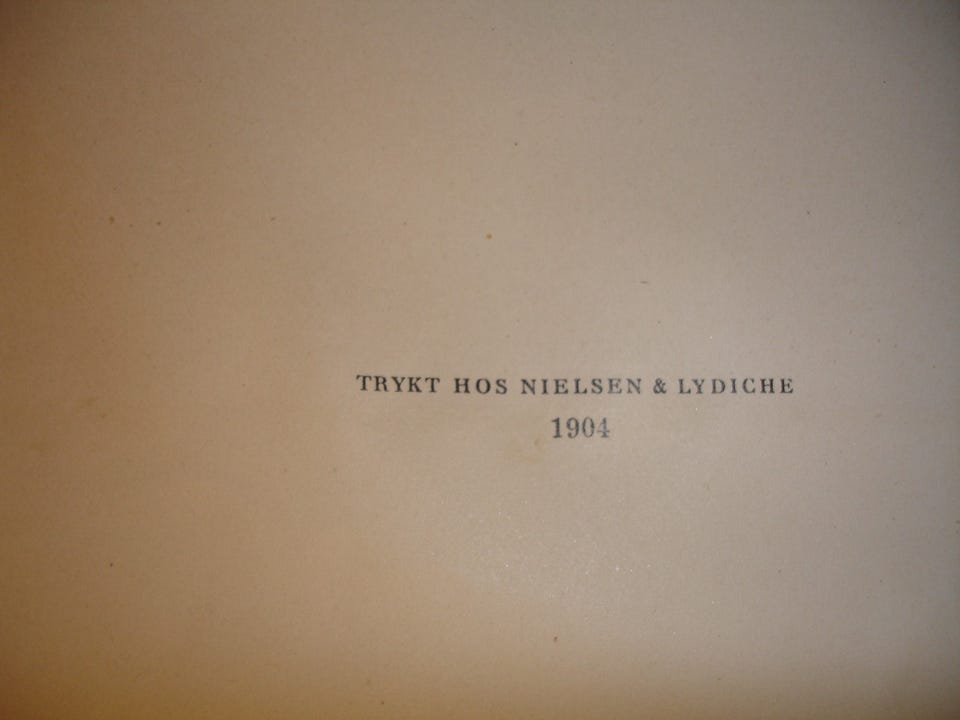 TRYKT HOS NIELSEN & LYDICHE
1904